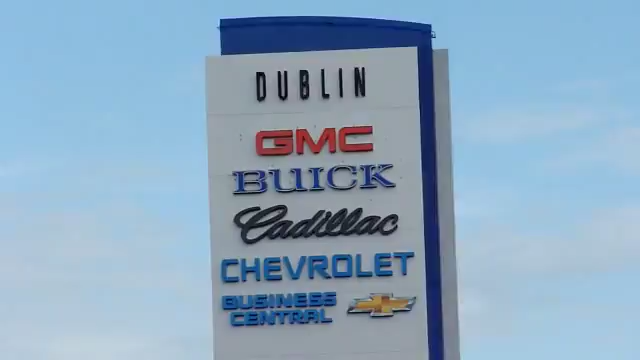 DUBLIN
GMC
BUICK
Cadillac
CHEVROLET
BUSINESS
CENTRAL